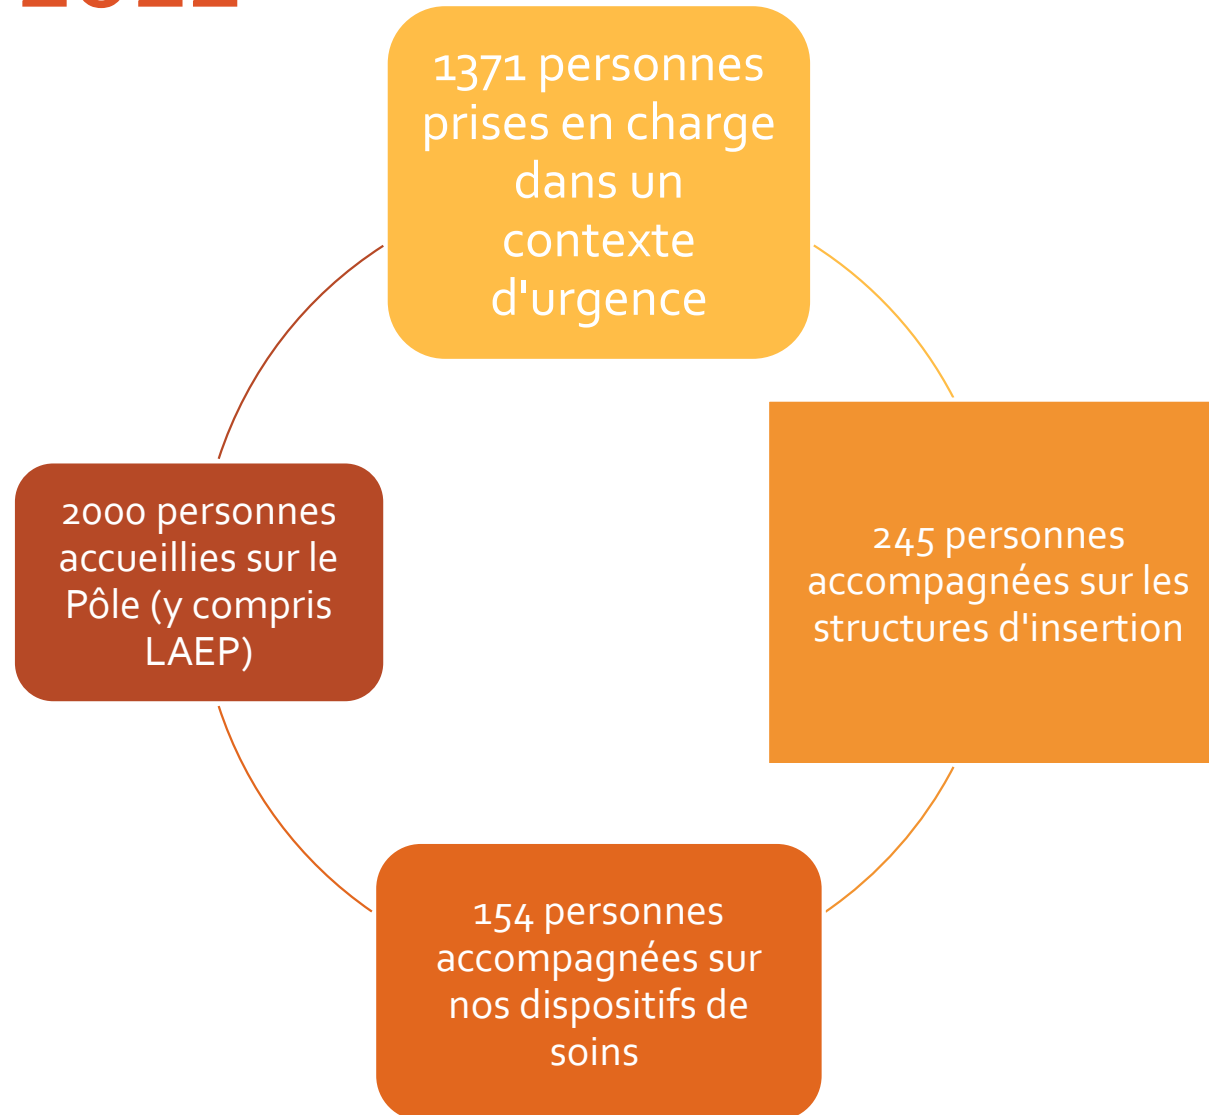 1371 personnes
prises en charge
dans un
contexte
d'urgence
245 personnes
accompagnées sur les
structures d'insertion
154 personnes
accompagnées sur
nos dispositifs de
soins
2000 personnes
accueillies sur le
Pôle (y compris
LAEP)